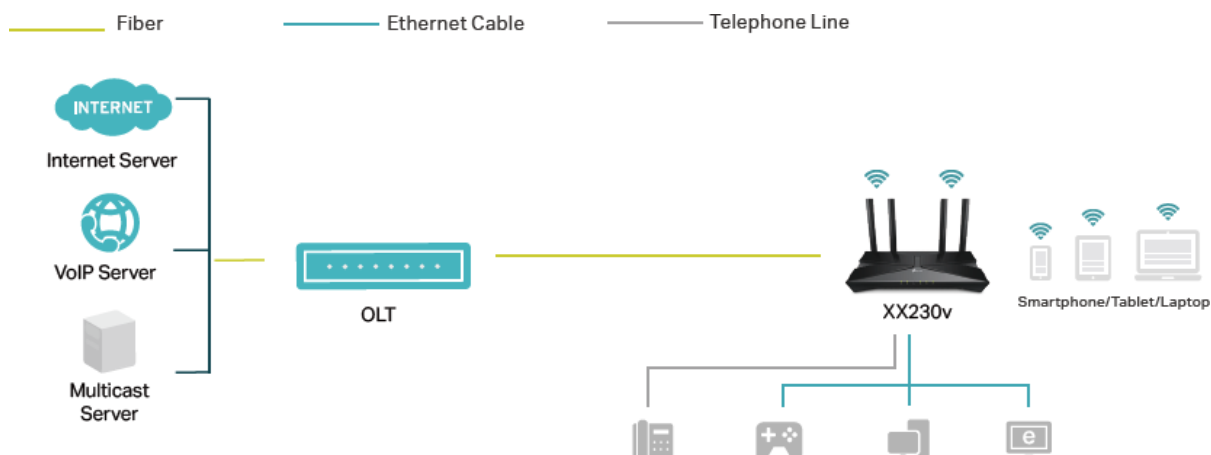 Fiber
Ethernet Cable
Telephone Line
INTERNET
Internet Server
VoIP Server
Multicast
Server
OLT
XX230v
Smartphone/Tablet/Laptop
e